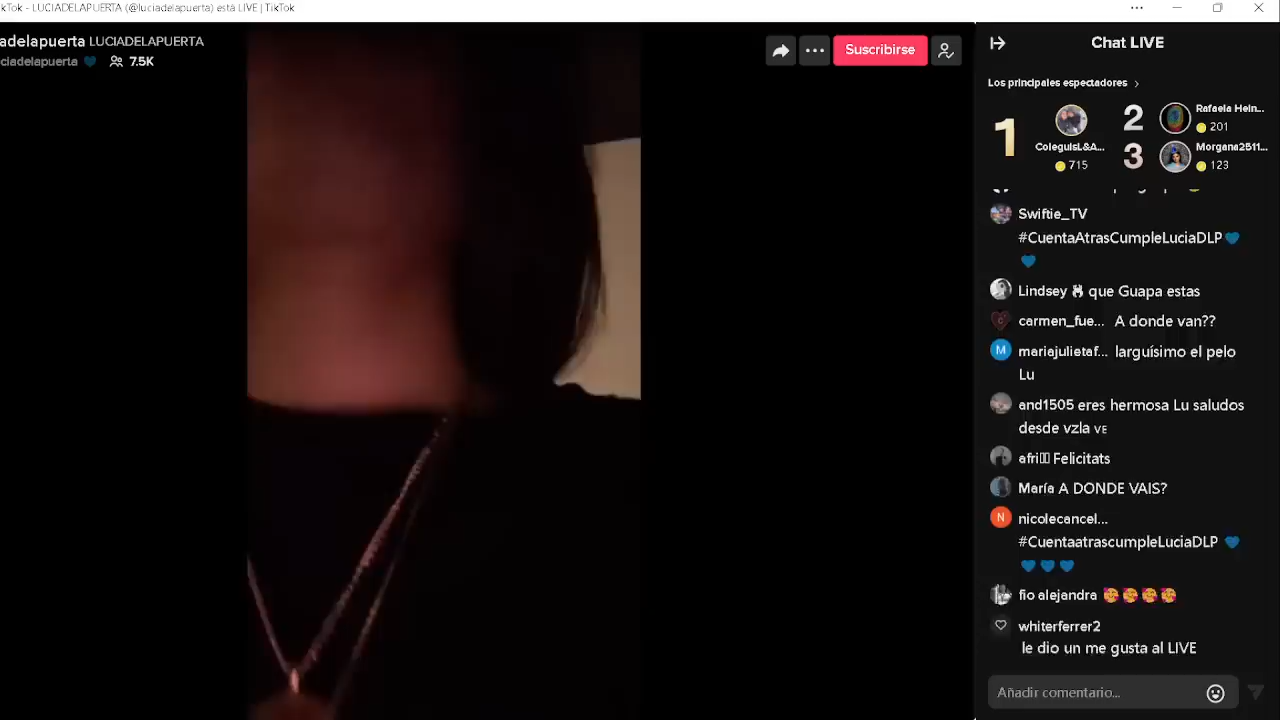 kTok - LUCIADELAPUERTA (@luciadelapuerta) está LIVE | TikTok
adelapuerta LUCIADELAPUERTA
ciadelapuerta 💙 7.5K
Suscribirse
Chat LIVE
Los principales espectadores
1
ColeguisL&A...
715
2
Rafaela Hein...
201
3
Morgana2511...
123
Swiftie_TV
#CuentaAtrasCumpleLuciaDLP💙
💙
Lindsey que Guapa estas
carmen_fue... A donde van??
M mariajulietaf... larguísimo el pelo
Lu
and1505 eres hermosa Lu saludos
desde vzla VE
afri Felicitats
María A DONDE VAIS?
N nicolecancel...
#CuentaatrascumpleLuciaDLP 💙
💙💙💙
fio alejandra 🥰🥰🥰🥰
whiterferrer2
le dio un me gusta al LIVE
Añadir comentario...